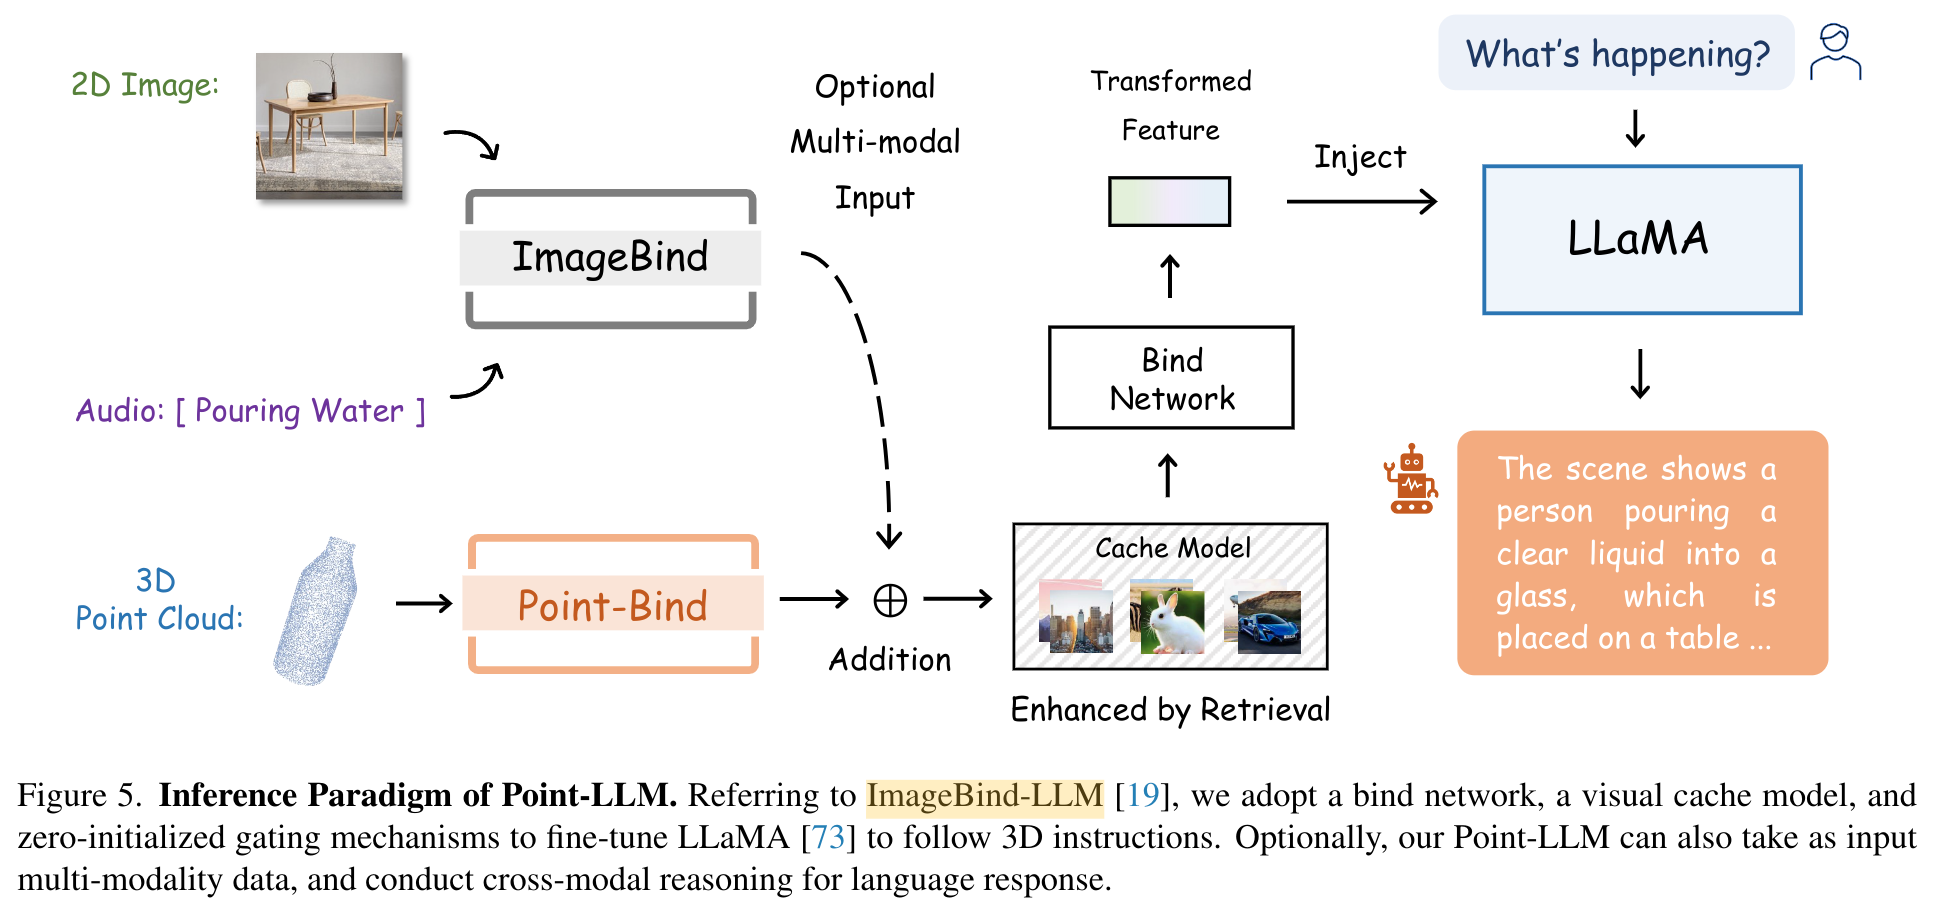 2D Image:
Optional
Multi-modal
Input
Transformed
Feature
Inject
What's happening?
ImageBind
LLaMA
Bind
Network
Audio: [ Pouring Water ]
3D
Point Cloud:
Point-Bind
Addition
Cache Model
Enhanced by Retrieval
The scene shows a
person pouring a
clear liquid into a
glass, which is
placed on a table ...
Figure 5. Inference Paradigm of Point-LLM. Referring to ImageBind-LLM [19], we adopt a bind network, a visual cache model, and
zero-initialized gating mechanisms to fine-tune LLaMA [73] to follow 3D instructions. Optionally, our Point-LLM can also take as input
multi-modality data, and conduct cross-modal reasoning for language response.